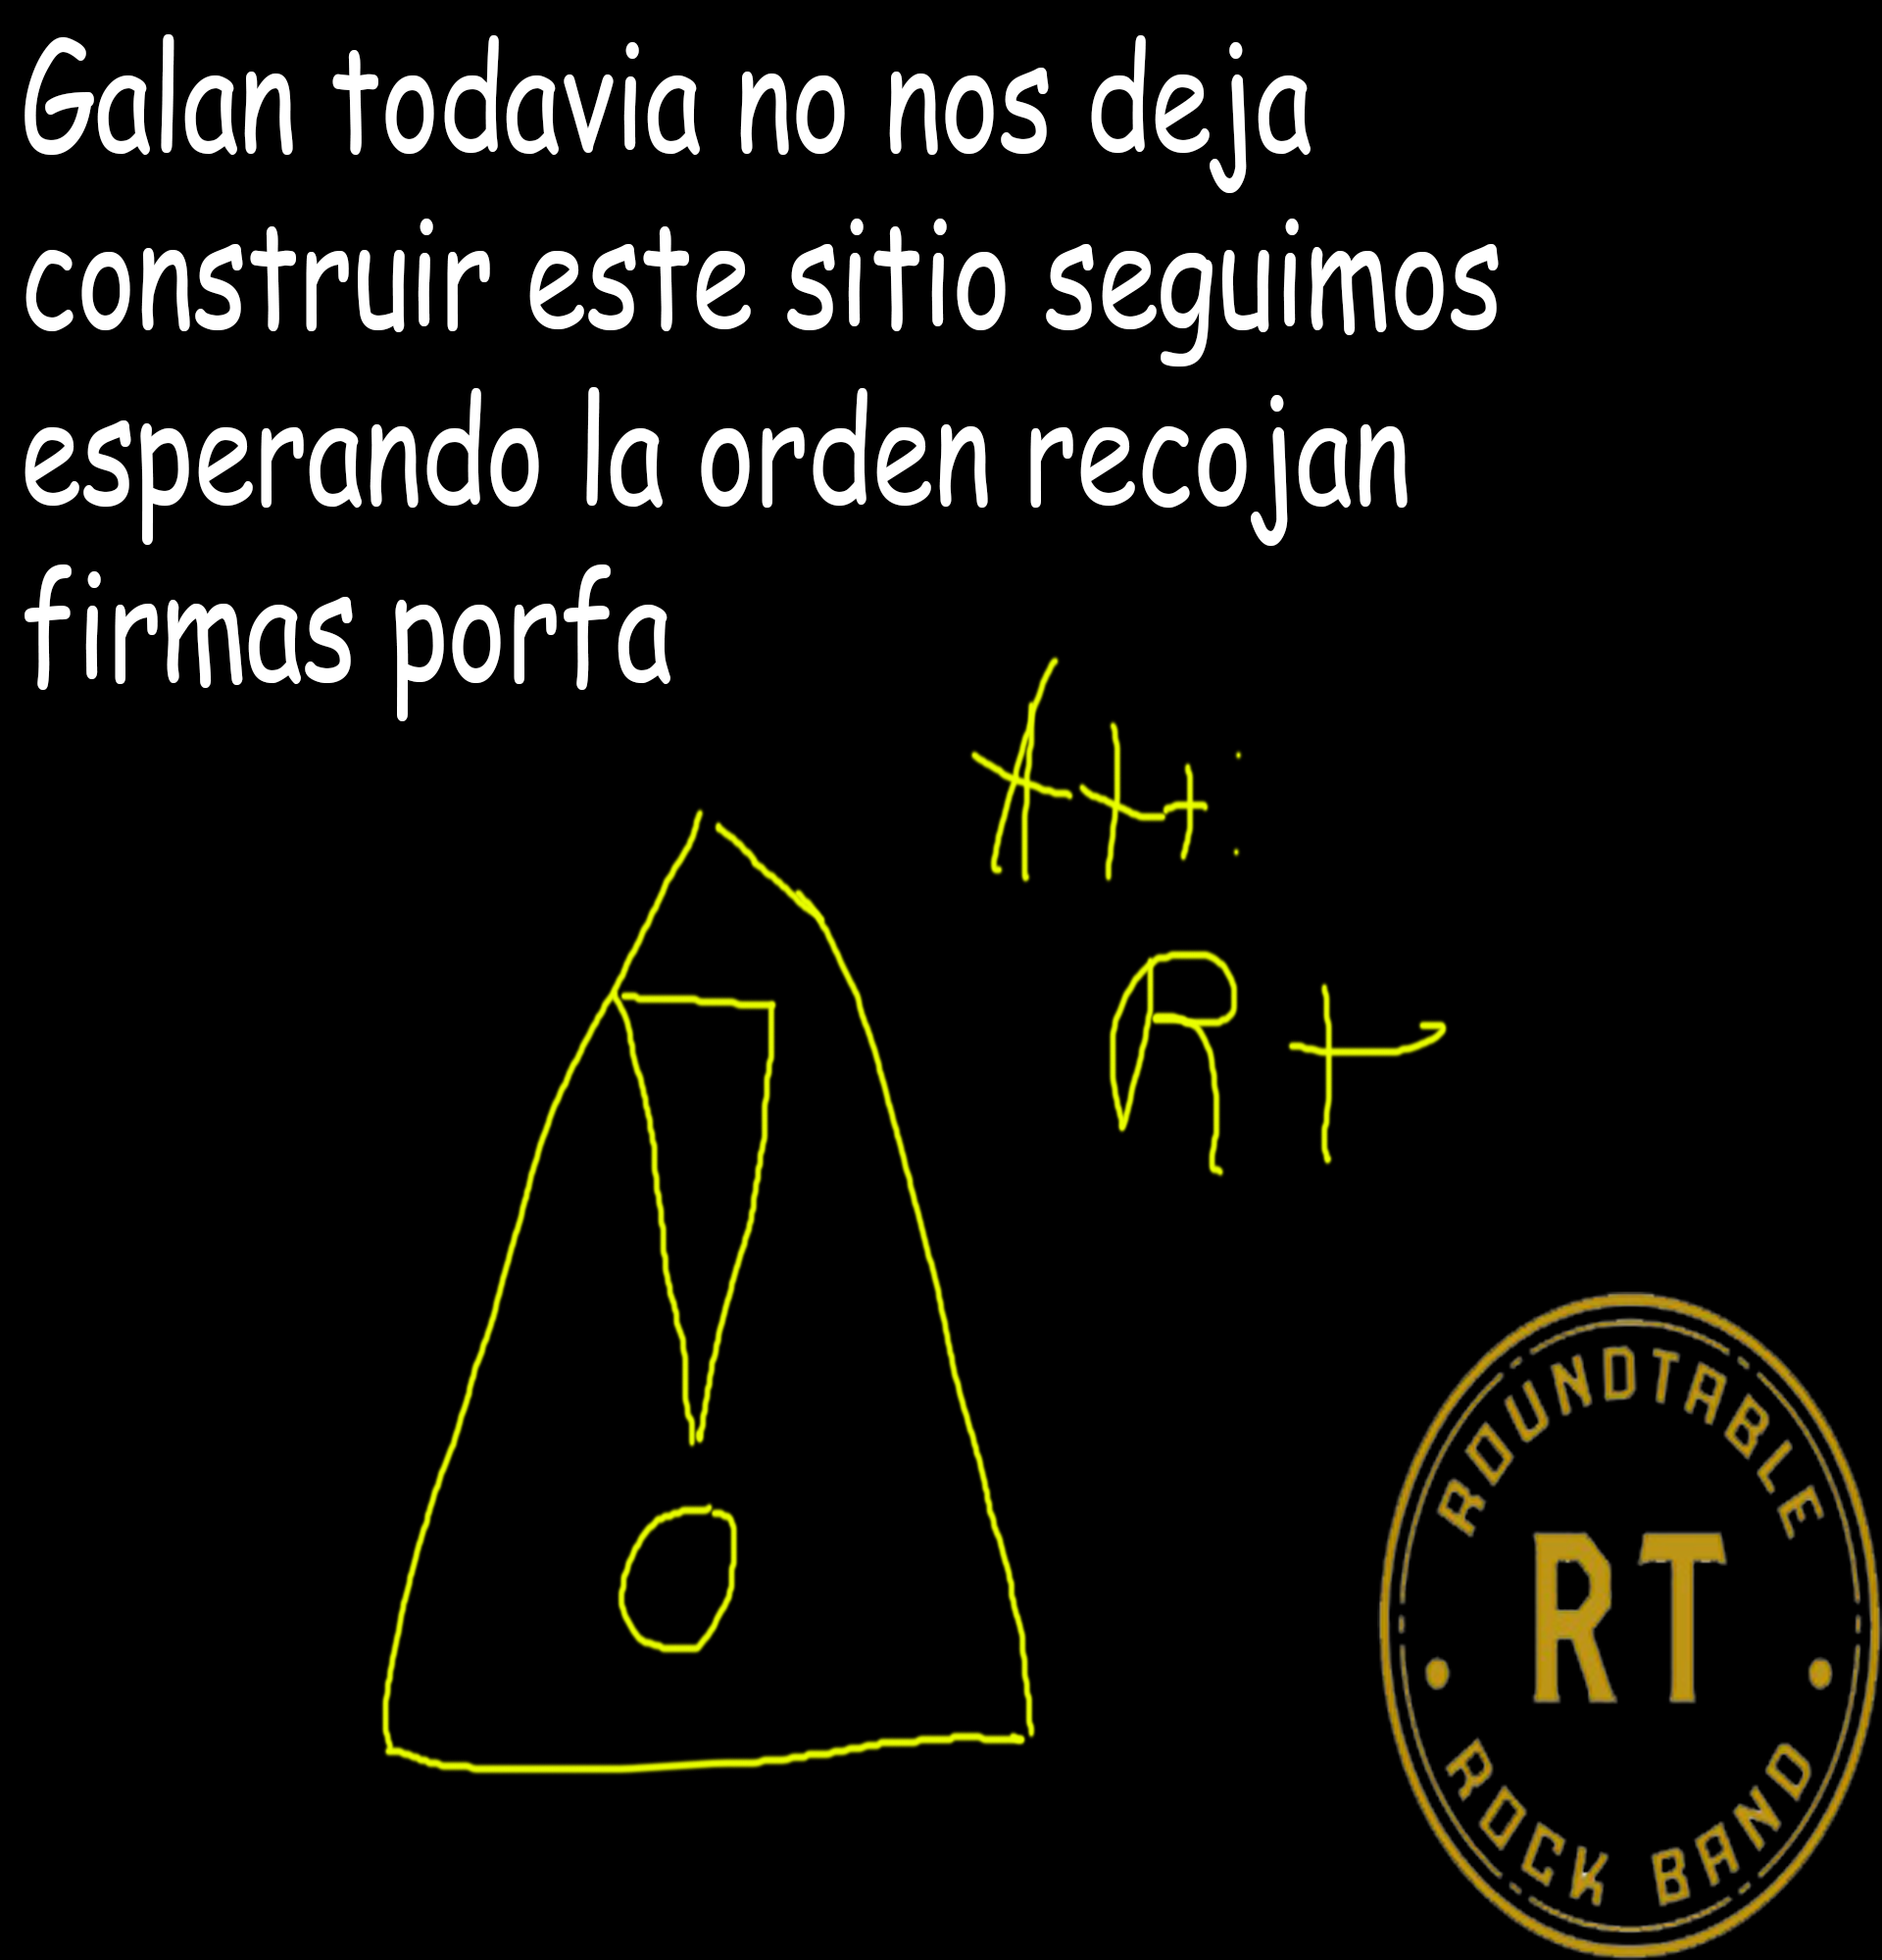 Galan todavia no nos deja
construir este sitio seguimos
esperando la orden recojan
firmas porfa
Att:
Rt
ROUNDTABLE
RT
ROCK BAND